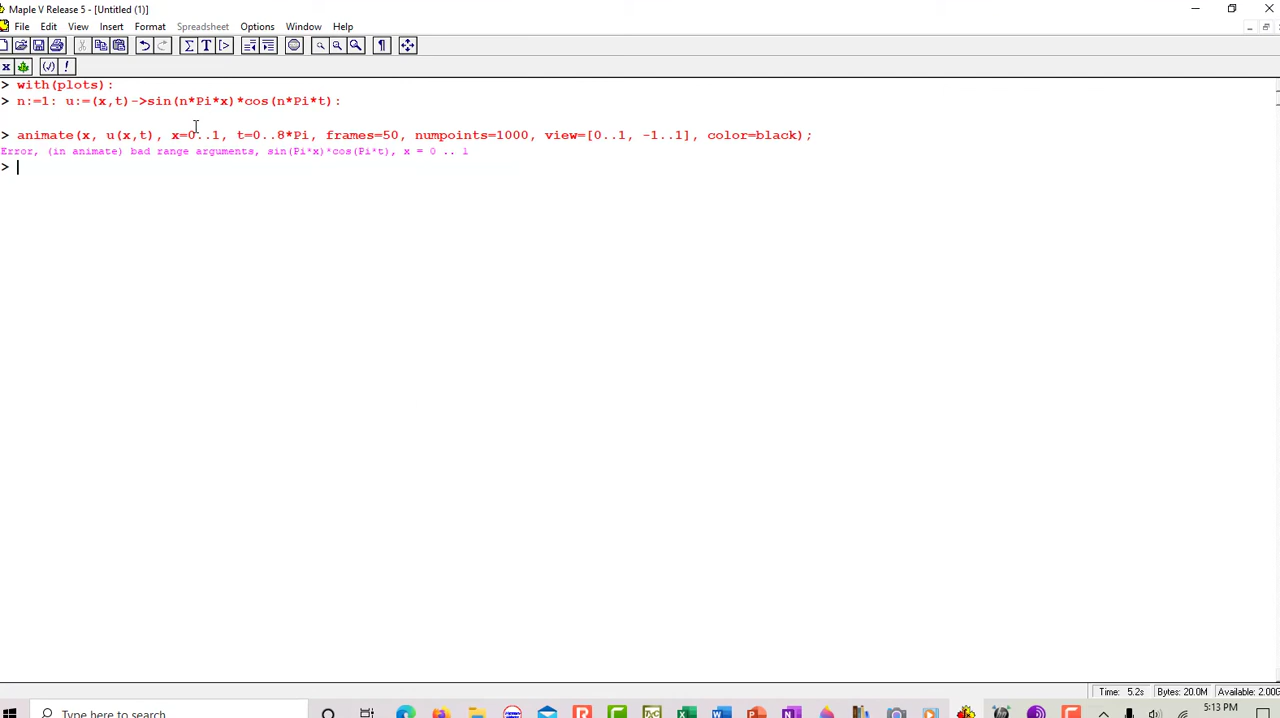 Maple V Release 5 - [Untitled (1)]
File Edit View Insert Format Spreadsheet Options Window Help
> with(plots):
> n:=1: u:=(x,t)->sin(n*Pi*x)*cos(n*Pi*t):
> animate(x, u(x,t), x=0..1, t=0..8*Pi, frames=50, numpoints=1000, view=[0..1, -1..1], color=black);
Error, (in animate) bad range arguments, sin(Pi*x)*cos(Pi*t), x = 0 .. 1
>
Time: 5.2s Bytes: 20.0M Available: 2.00G
Type here to search
5:13 PM